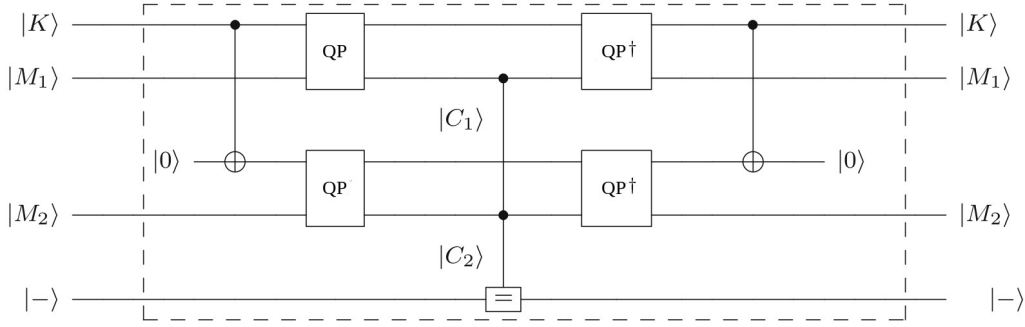 |K⟩ QP QP† |K⟩
|M₁⟩ |M₁⟩
|C₁⟩
|0⟩ |0⟩
QP QP†
|M₂⟩ |M₂⟩
|C₂⟩
|−⟩ = |−⟩